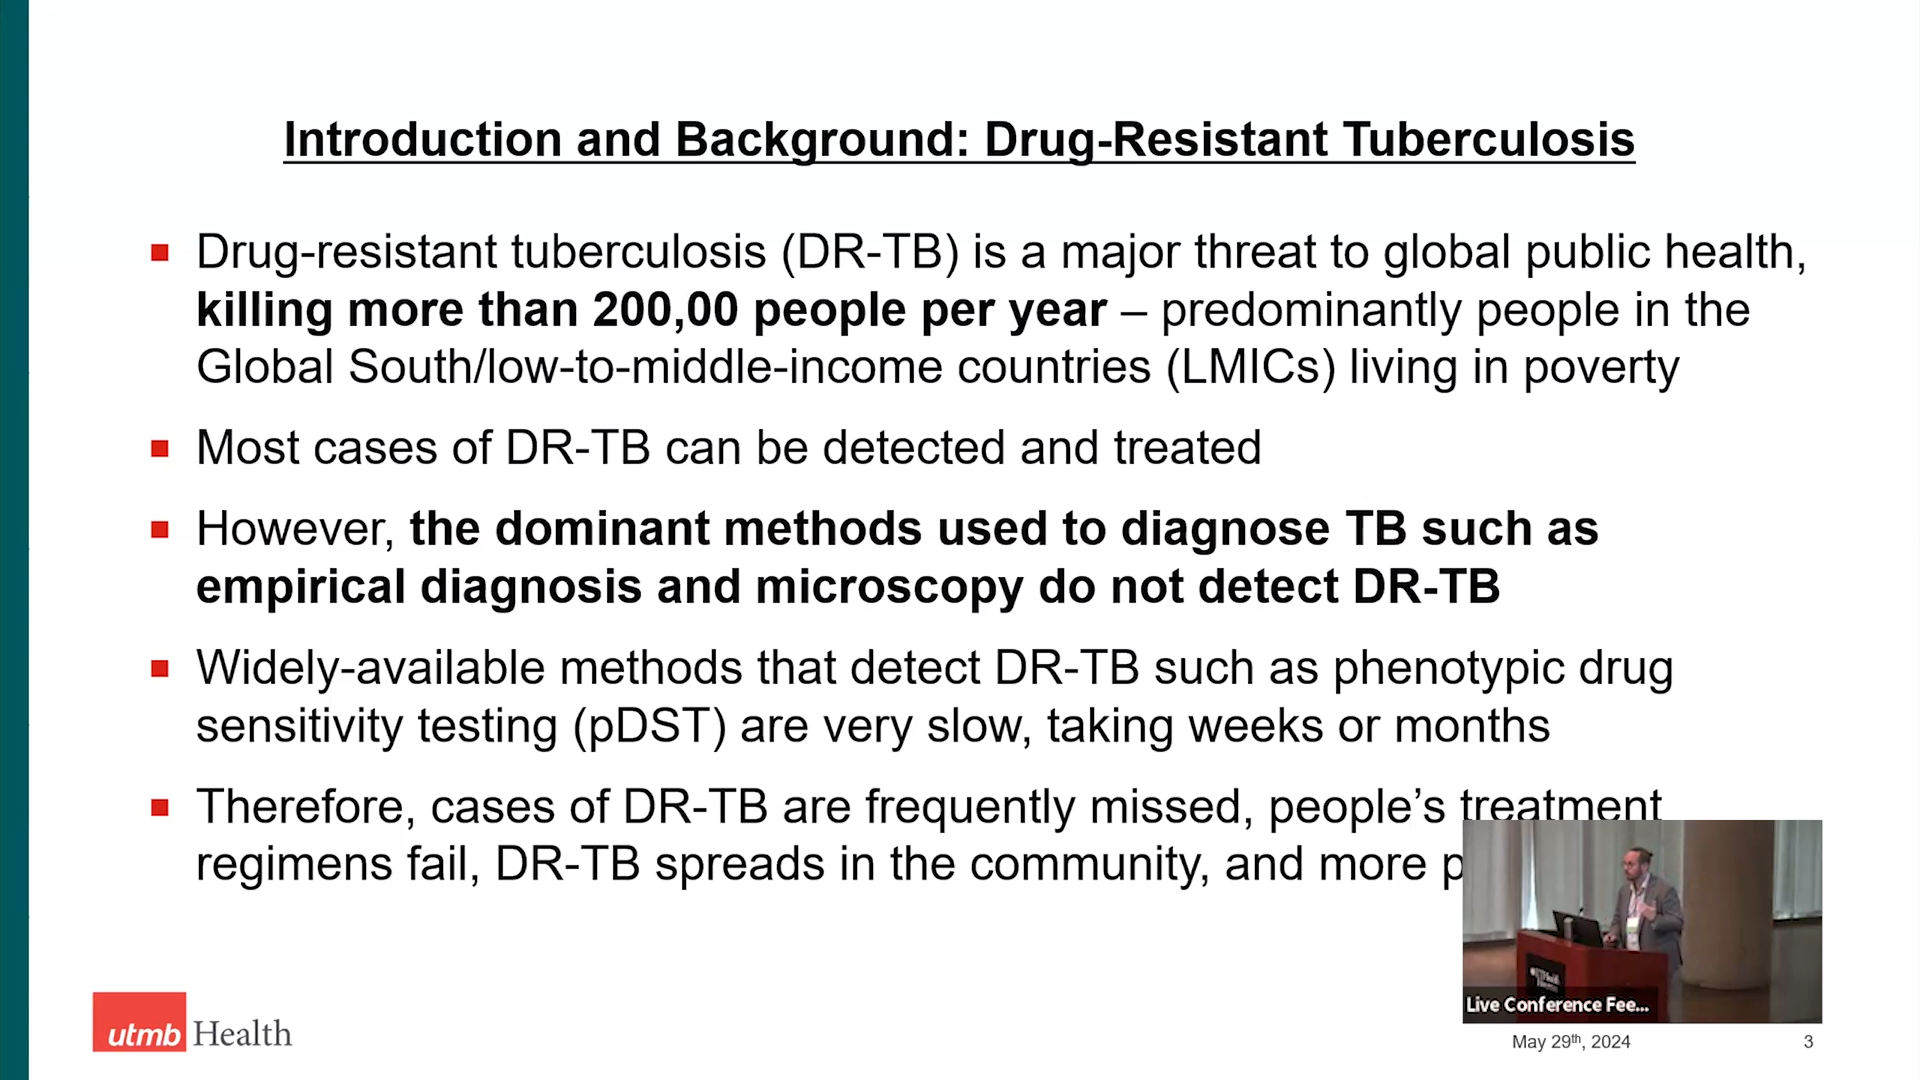 Introduction and Background: Drug-Resistant Tuberculosis
Drug-resistant tuberculosis (DR-TB) is a major threat to global public health,
killing more than 200,00 people per year – predominantly people in the
Global South/low-to-middle-income countries (LMICs) living in poverty
Most cases of DR-TB can be detected and treated
However, the dominant methods used to diagnose TB such as
empirical diagnosis and microscopy do not detect DR-TB
Widely-available methods that detect DR-TB such as phenotypic drug
sensitivity testing (pDST) are very slow, taking weeks or months
Therefore, cases of DR-TB are frequently missed, people’s treatment
regimens fail, DR-TB spreads in the community, and more p
Live Conference Fee...
utmb Health
May 29th, 2024
3